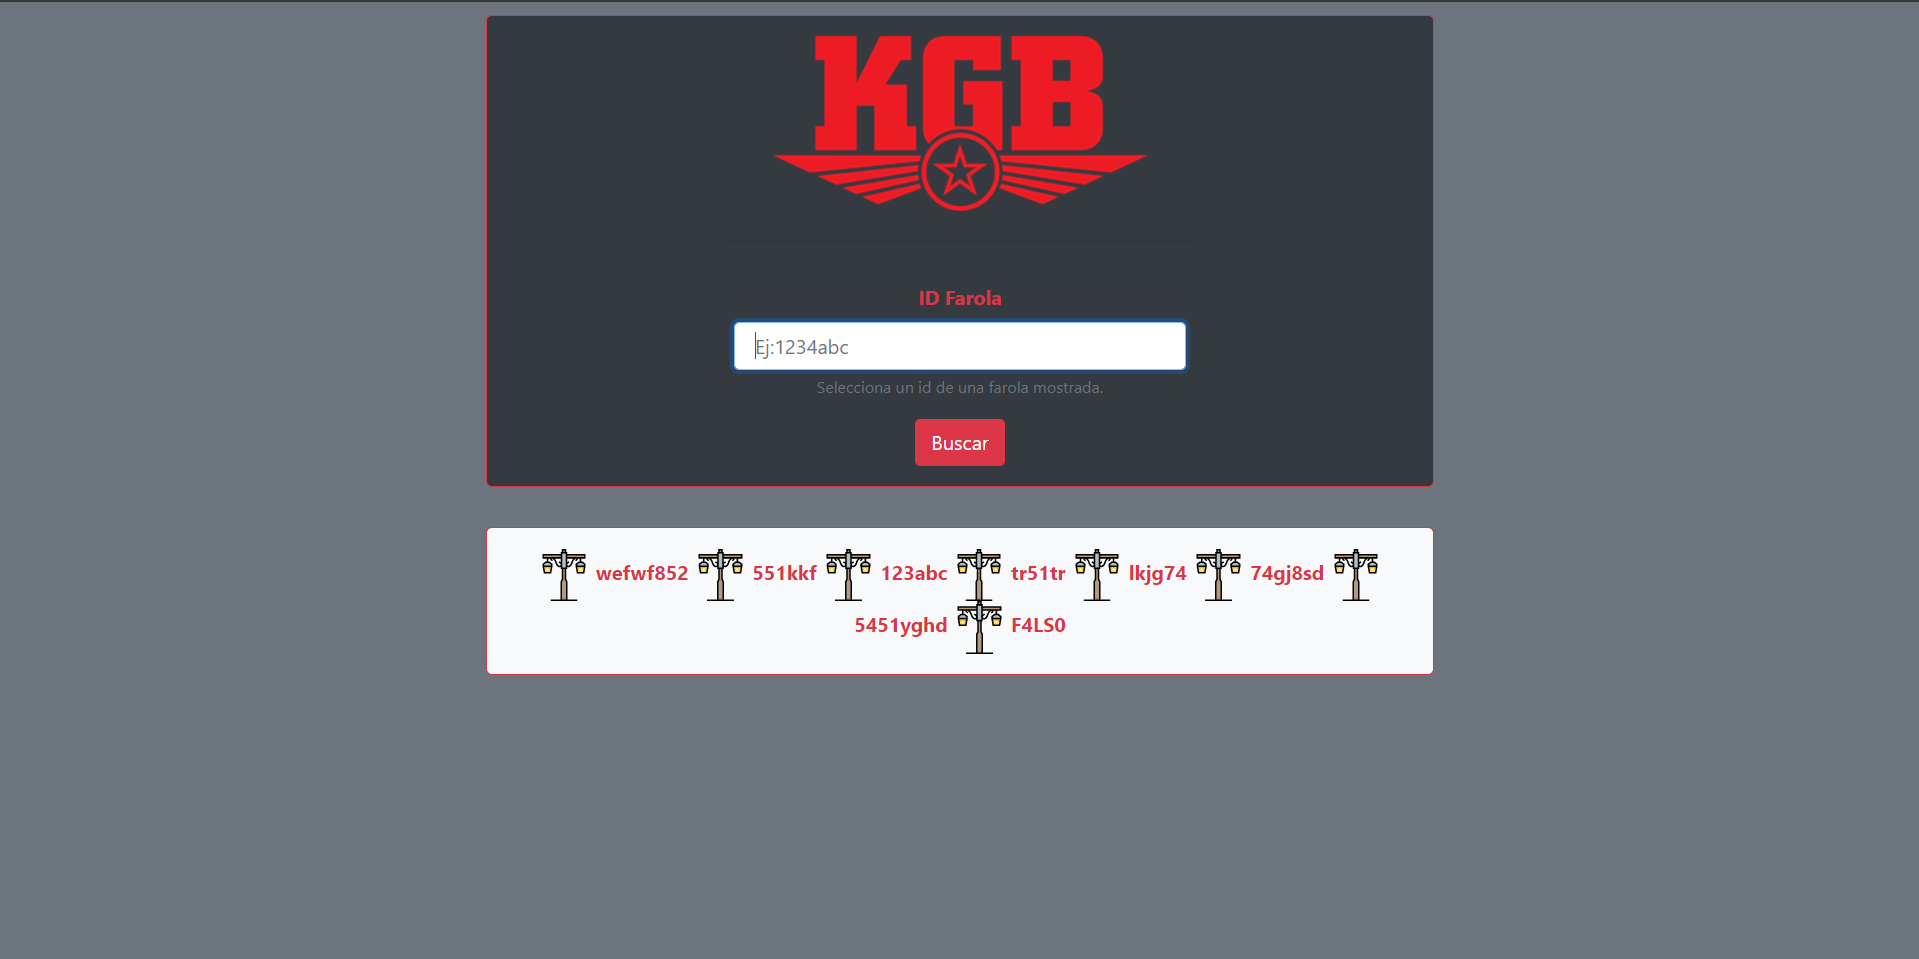 KGB
ID Farola
Ej:1234abc
Selecciona un id de una farola mostrada.
Buscar
wefwf852 551kkf 123abc tr51tr lkjg74 74gj8sd
5451yghd F4LS0